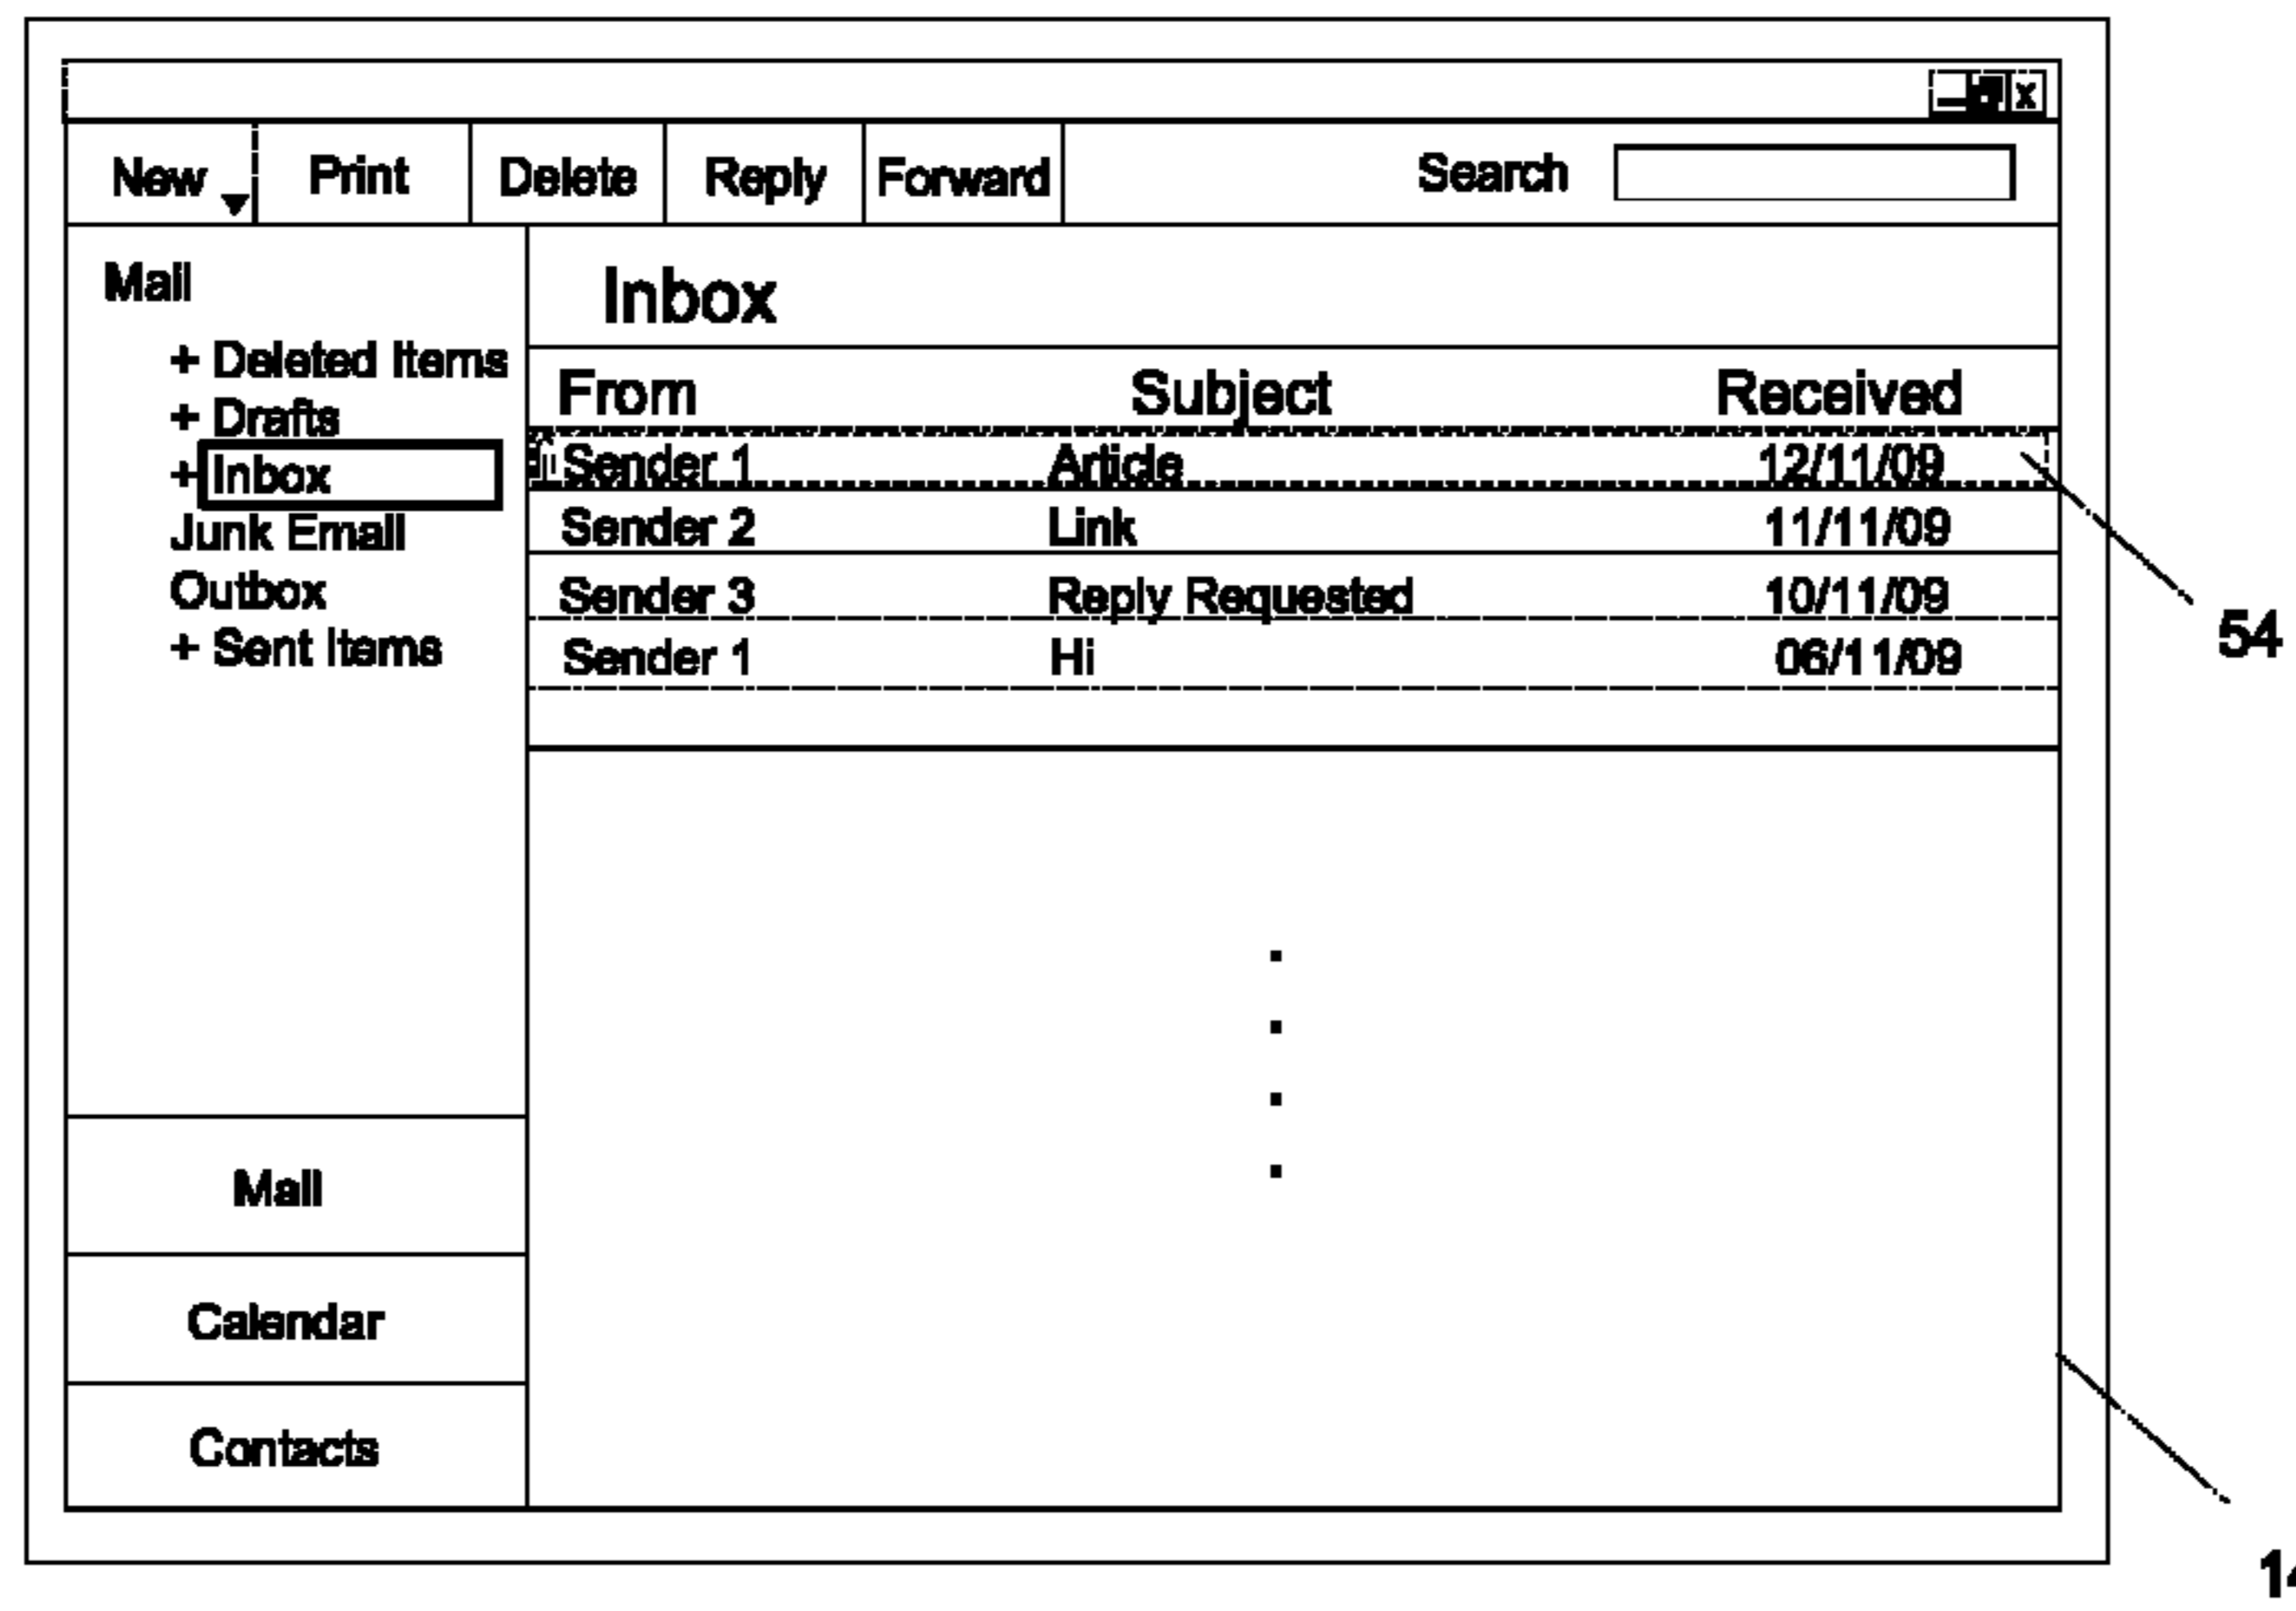 x
New Print Delete Reply Forward Search
Mail
+ Deleted Items
+ Drafts
+ Inbox
Junk Email
Outbox
+ Sent Items
Inbox
From Subject Received
Sender 1 Article 12/11/09
Sender 2 Link 11/11/09
Sender 3 Reply Requested 10/11/09
Sender 1 Hi 06/11/09
54
Mail
Calendar
Contacts
14